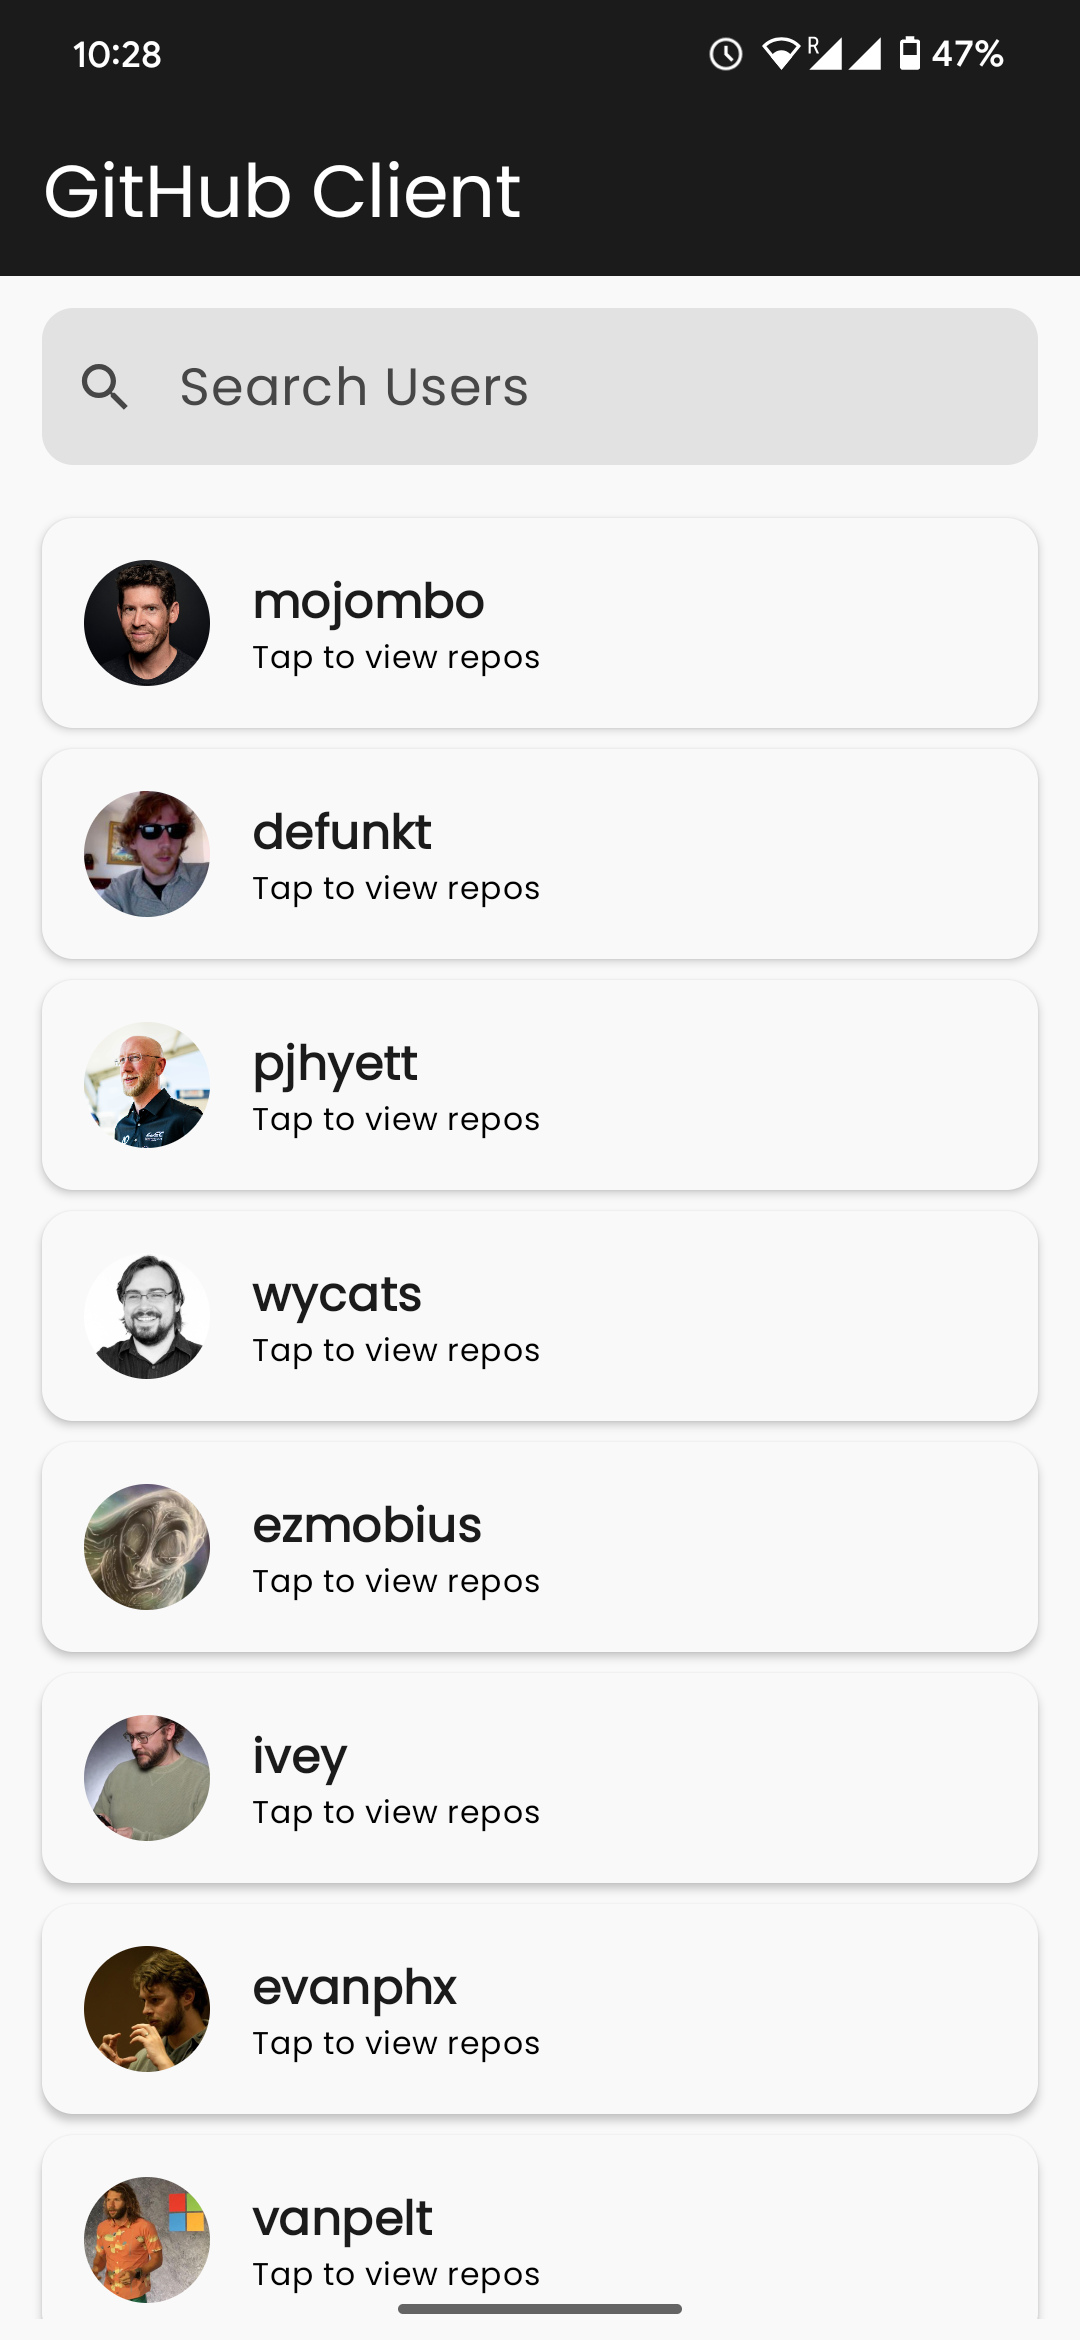 10:28
R
47%
GitHub Client
Search Users
mojombo
Tap to view repos
defunkt
Tap to view repos
pjhyett
Tap to view repos
wycats
Tap to view repos
ezmobius
Tap to view repos
ivey
Tap to view repos
evanphx
Tap to view repos
vanpelt
Tap to view repos